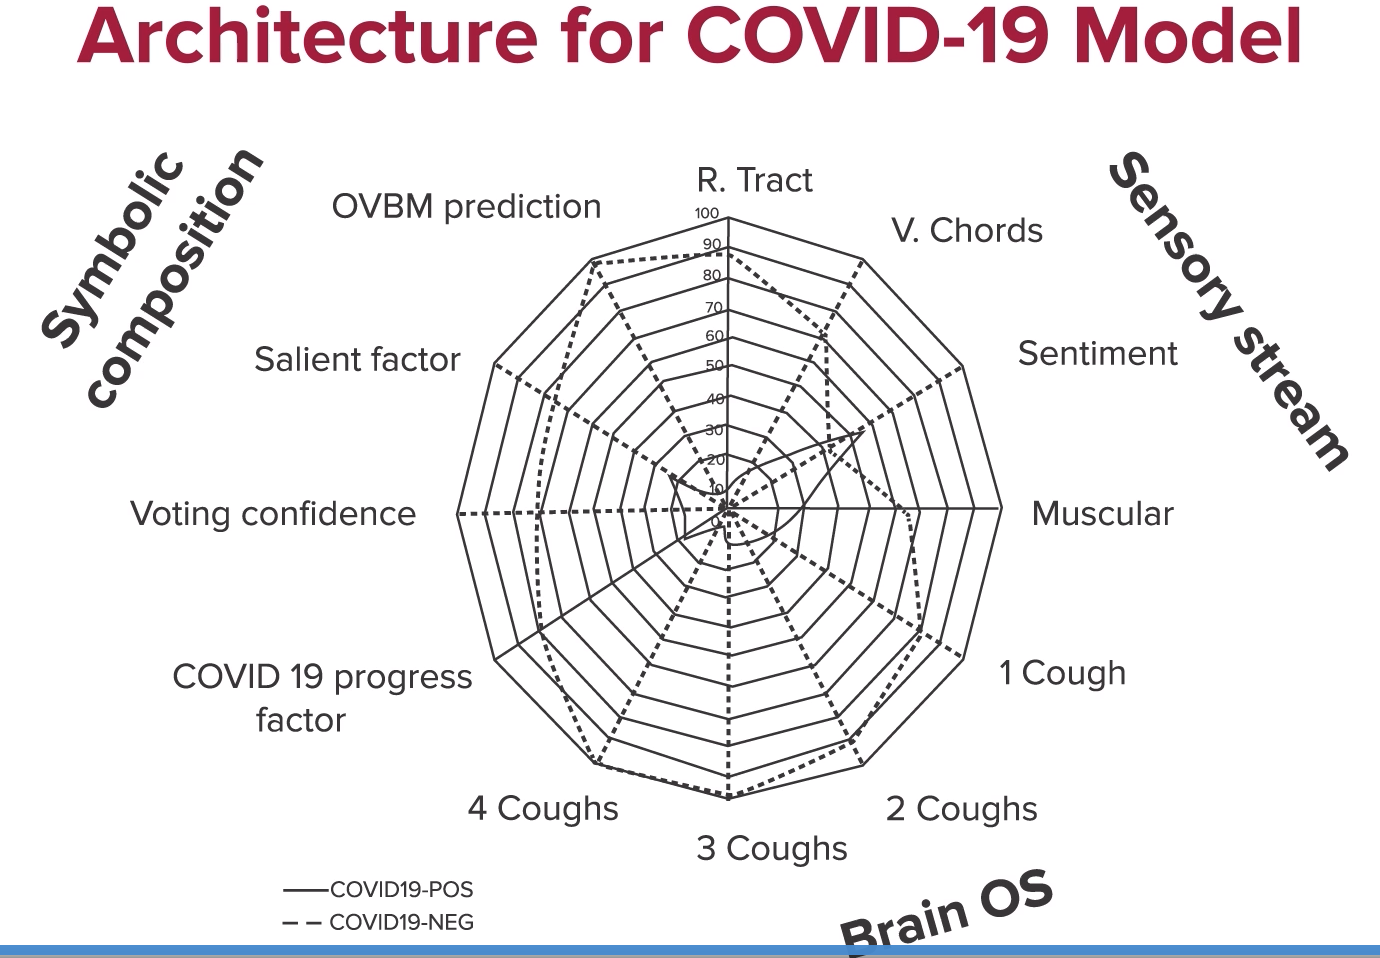 Architecture for COVID-19 Model
Symbolic
composition
Sensory stream
R. Tract
OVBM prediction
V. Chords
Salient factor
Sentiment
Voting confidence
Muscular
COVID 19 progress
factor
1 Cough
4 Coughs
2 Coughs
3 Coughs
100
90
80
70
60
50
40
30
20
10
0
COVID19-POS
COVID19-NEG
Brain OS